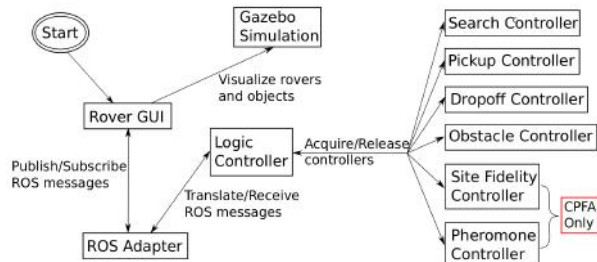 Start
Gazebo
Simulation
Visualize rovers
and objects
Rover GUI
Publish/Subscribe
ROS messages
Logic
Controller
Translate/Receive
ROS messages
ROS Adapter
Acquire/Release
controllers
Search Controller
Pickup Controller
Dropoff Controller
Obstacle Controller
Site Fidelity
Controller
Pheromone
Controller
CPFA
Only